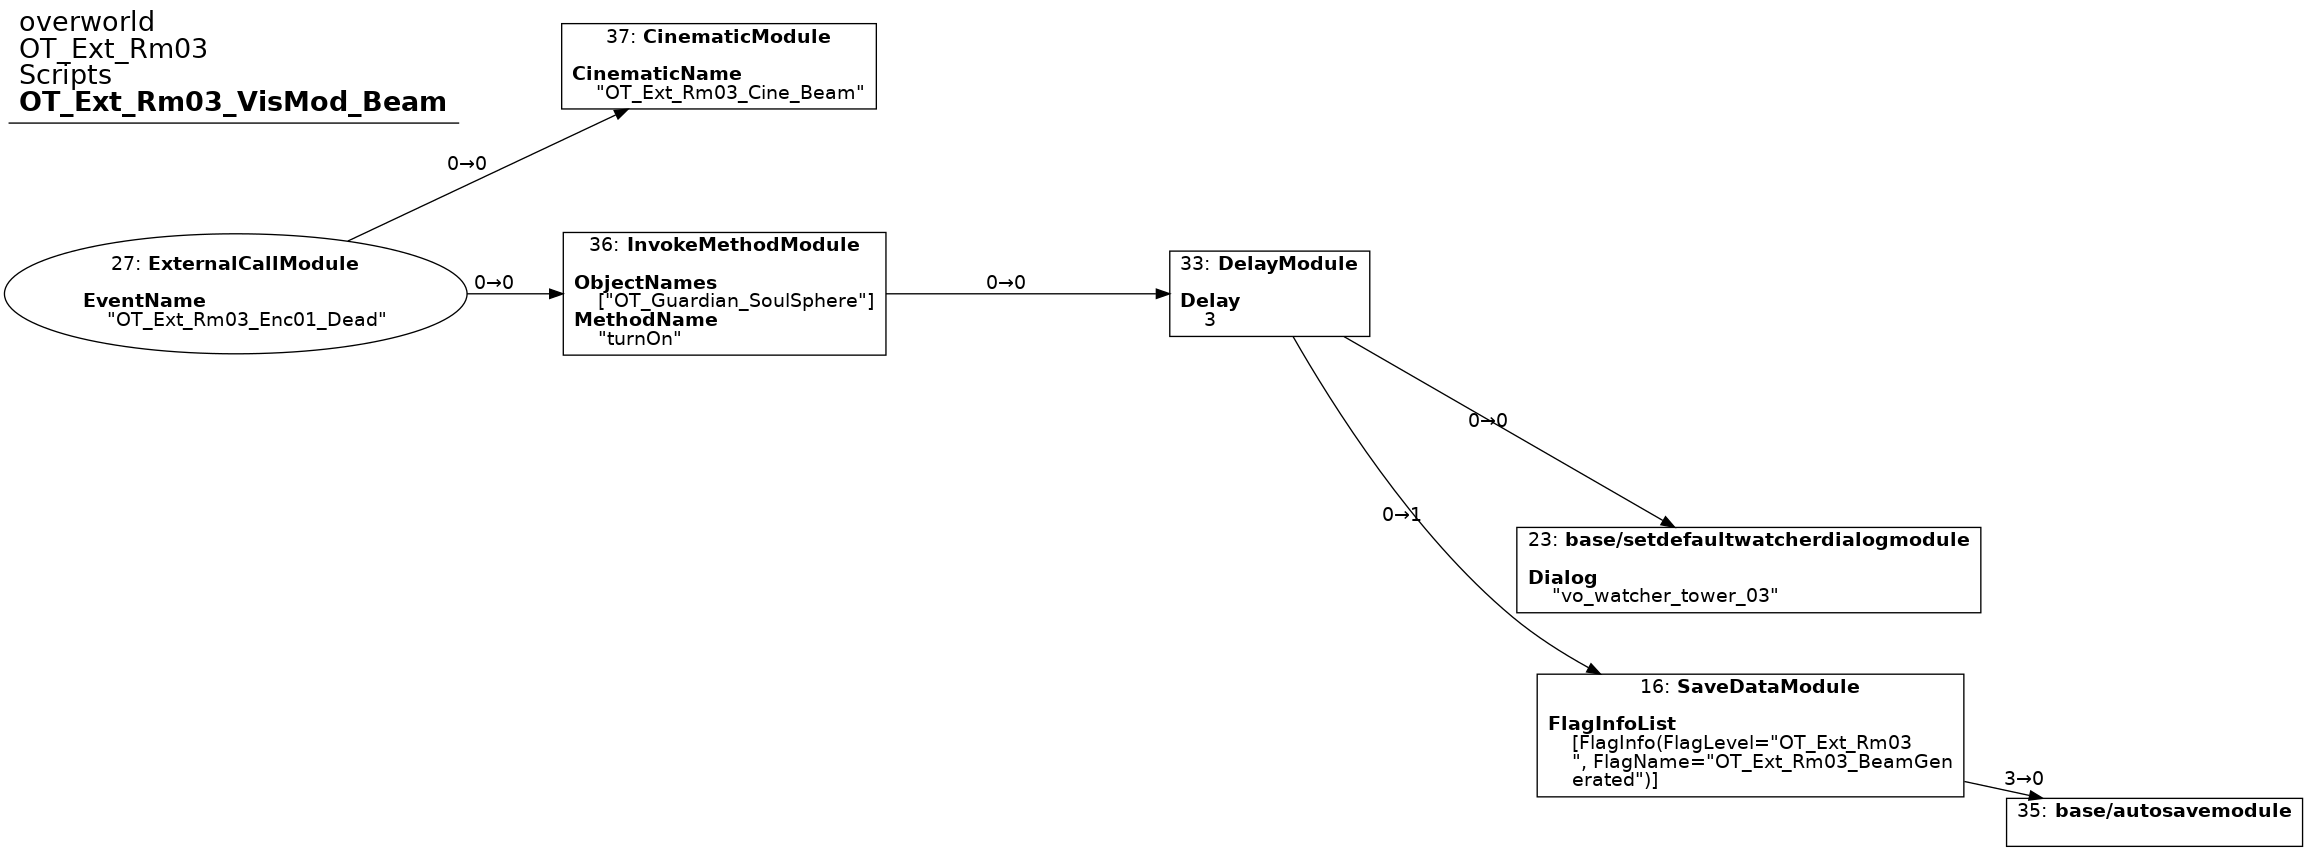 overworld
OT_Ext_Rm03
Scripts
OT_Ext_Rm03_VisMod_Beam
37: CinematicModule
CinematicName
"OT_Ext_Rm03_Cine_Beam"
0→0
27: ExternalCallModule
EventName
"OT_Ext_Rm03_Enc01_Dead"
0→0
36: InvokeMethodModule
ObjectNames
["OT_Guardian_SoulSphere"]
MethodName
"turnOn"
0→0
33: DelayModule
Delay
3
0→0
0→1
23: base/setdefaultwatcherdialogmodule
Dialog
"vo_watcher_tower_03"
16: SaveDataModule
FlagInfoList
[FlagInfo(FlagLevel="OT_Ext_Rm03
", FlagName="OT_Ext_Rm03_BeamGen
erated")]
3→0
35: base/autosavemodule